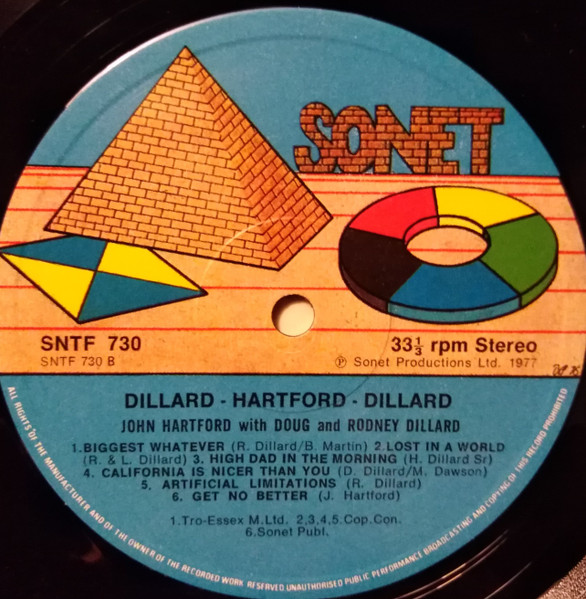 SONET
SNTF 730
SNTF 730 B
33⅓ rpm Stereo
Ⓟ Sonet Productions Ltd. 1977
DILLARD - HARTFORD - DILLARD
JOHN HARTFORD with DOUG and RODNEY DILLARD
1.BIGGEST WHATEVER (R. Dillard/B. Martin) 2.LOST IN A WORLD
(R. & L. Dillard) 3. HIGH DAD IN THE MORNING (H. Dillard Sr)
4. CALIFORNIA IS NICER THAN YOU (D. Dillard/M. Dawson)
5. ARTIFICIAL LIMITATIONS (R. Dillard)
6. GET NO BETTER (J. Hartford)
1.Tro-Essex M.Ltd. 2,3,4,5.Cop.Con.
6.Sonet Publ.
ALL RIGHTS OF THE MANUFACTURER AND OF THE OWNER OF THE RECORDED WORK RESERVED UNAUTHORISED PUBLIC PERFORMANCE BROADCASTING AND COPYING OF THIS RECORD PROHIBITED